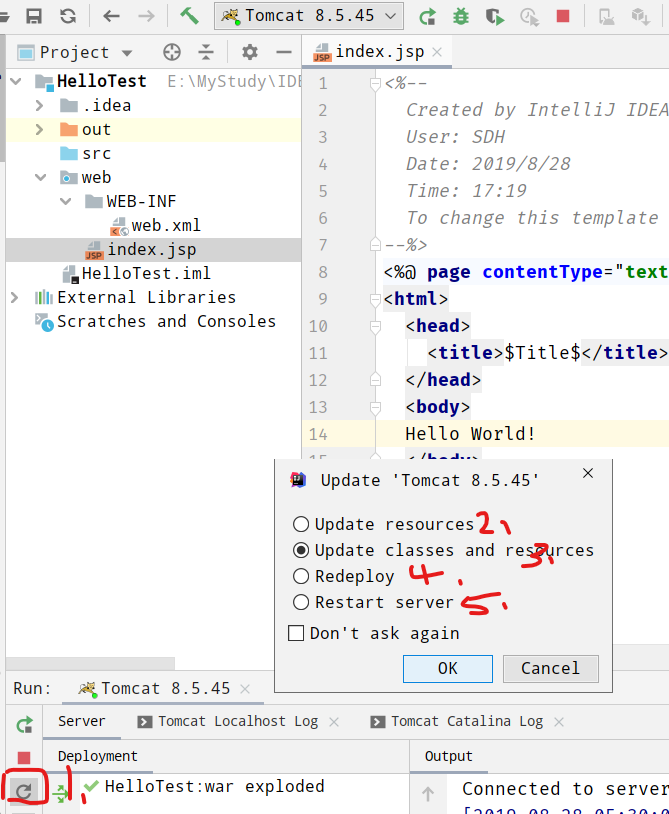 Tomcat 8.5.45
Project
index.jsp
HelloTest E:\MyStudy\IDE
.idea
out
src
web
WEB-INF
web.xml
index.jsp
HelloTest.iml
External Libraries
Scratches and Consoles
1 <%--
2 Created by IntelliJ IDEA
3 User: SDH
4 Date: 2019/8/28
5 Time: 17:19
6 To change this template
7 --%>
8 <%@ page contentType="text
9 <html>
10 <head>
11 <title>$Title$</title>
12 </head>
13 <body>
14 Hello World!
15 </body>
Update 'Tomcat 8.5.45'
Update resources 2.
Update classes and resources 3.
Redeploy 4.
Restart server 5.
Don't ask again
OK Cancel
Run: Tomcat 8.5.45
Server Tomcat Localhost Log Tomcat Catalina Log
Deployment Output
1. HelloTest:war exploded
Connected to server
[2019-08-28 05:30:0